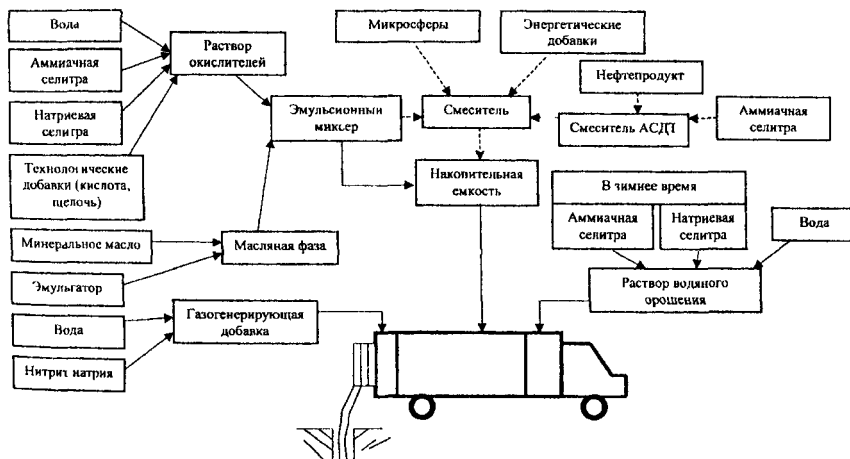 Вода
Аммиачная
селитра
Натриевая
селитра
Технологические
добавки (кислота,
щелочь)
Минеральное масло
Эмульгатор
Вода
Нитрит натрия
Раствор
окислителей
Эмульсионный
миксер
Масляная фаза
Газогенерирующая
добавка
Микросферы
Энергетические
добавки
Смеситель
Нефтепродукт
Смеситель АСДТ
Аммиачная
селитра
Накопительная
емкость
В зимнее время
Аммиачная
селитра
Натриевая
селитра
Вода
Раствор водяного
орошения